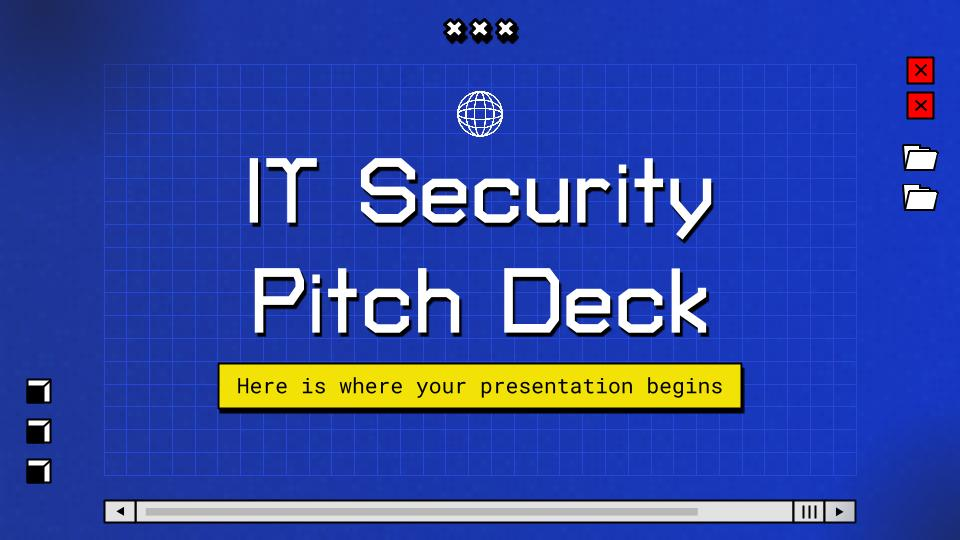 IT Security
Pitch Deck
Here is where your presentation begins